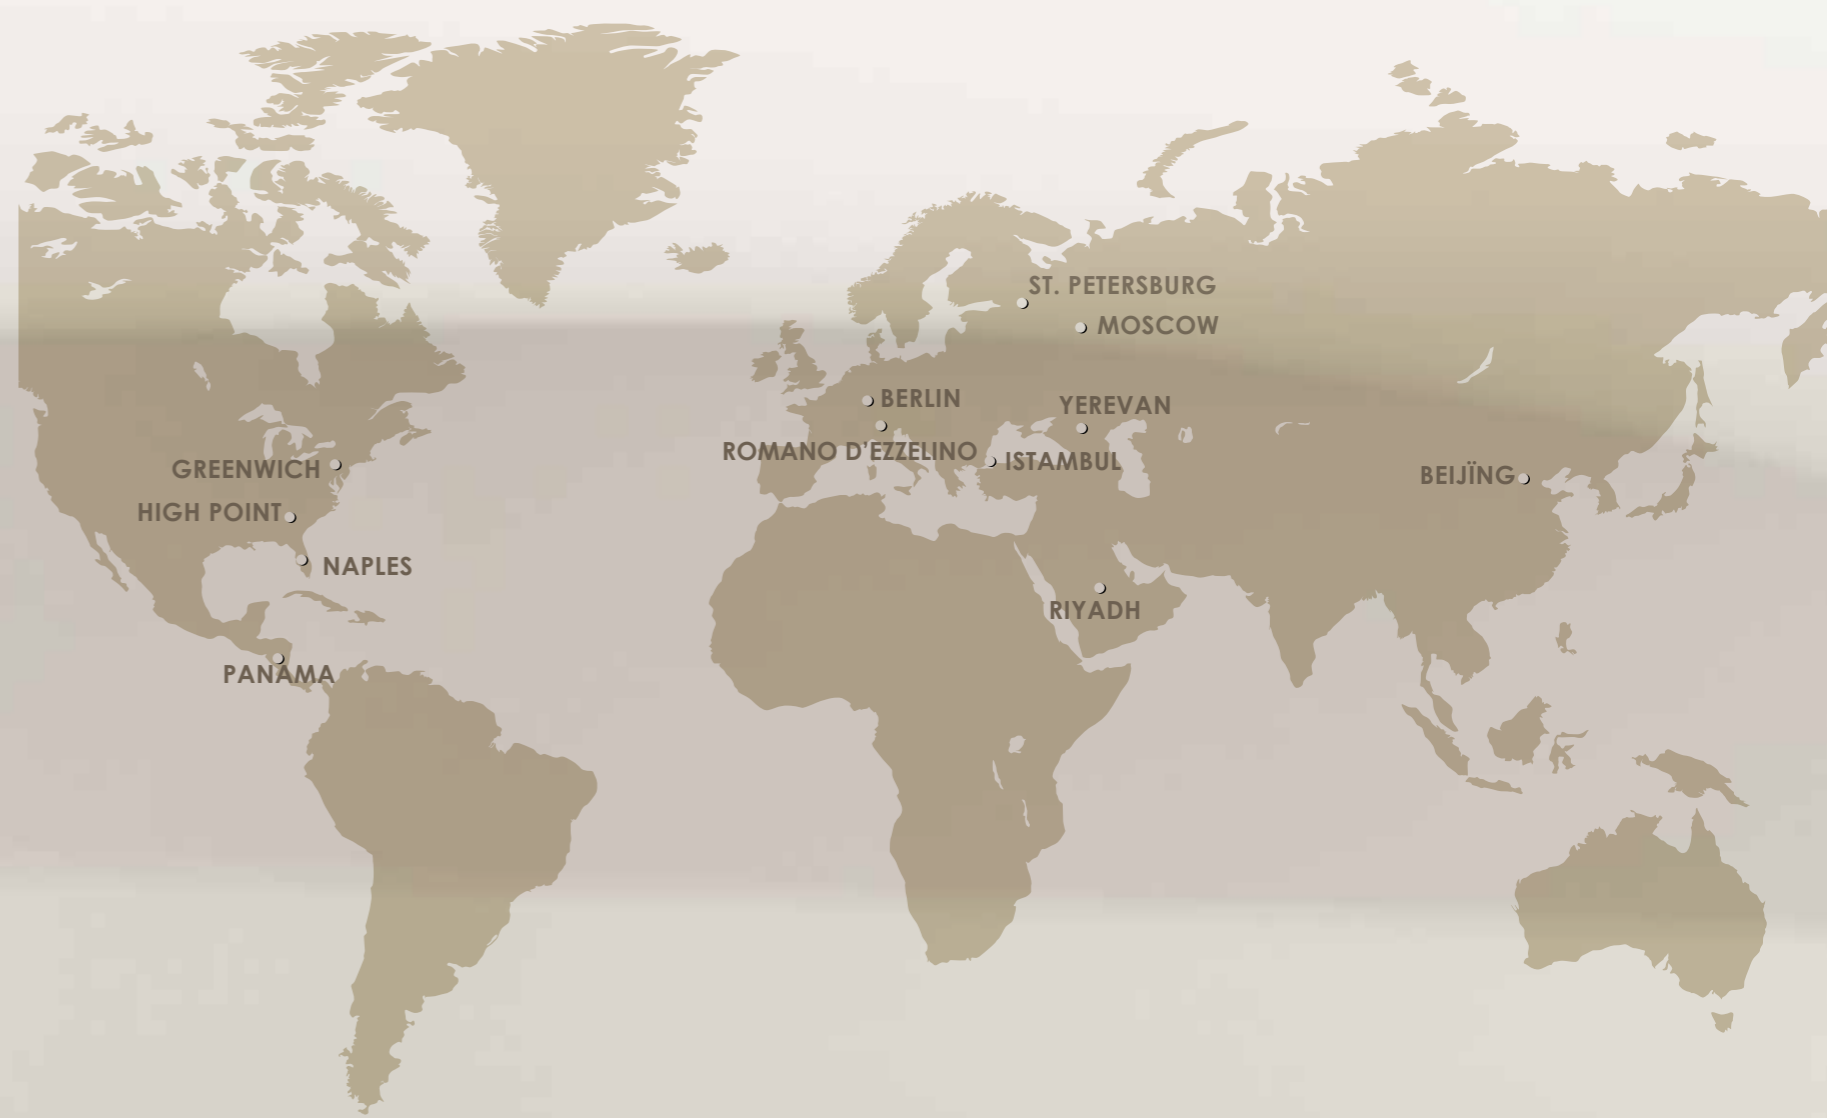 ST. PETERSBURG
MOSCOW
BERLIN
YEREVAN
ROMANO D'EZZELINO
ISTAMBUL
GREENWICH
BEIJÏNG
HIGH POINT
NAPLES
RIYADH
PANAMA